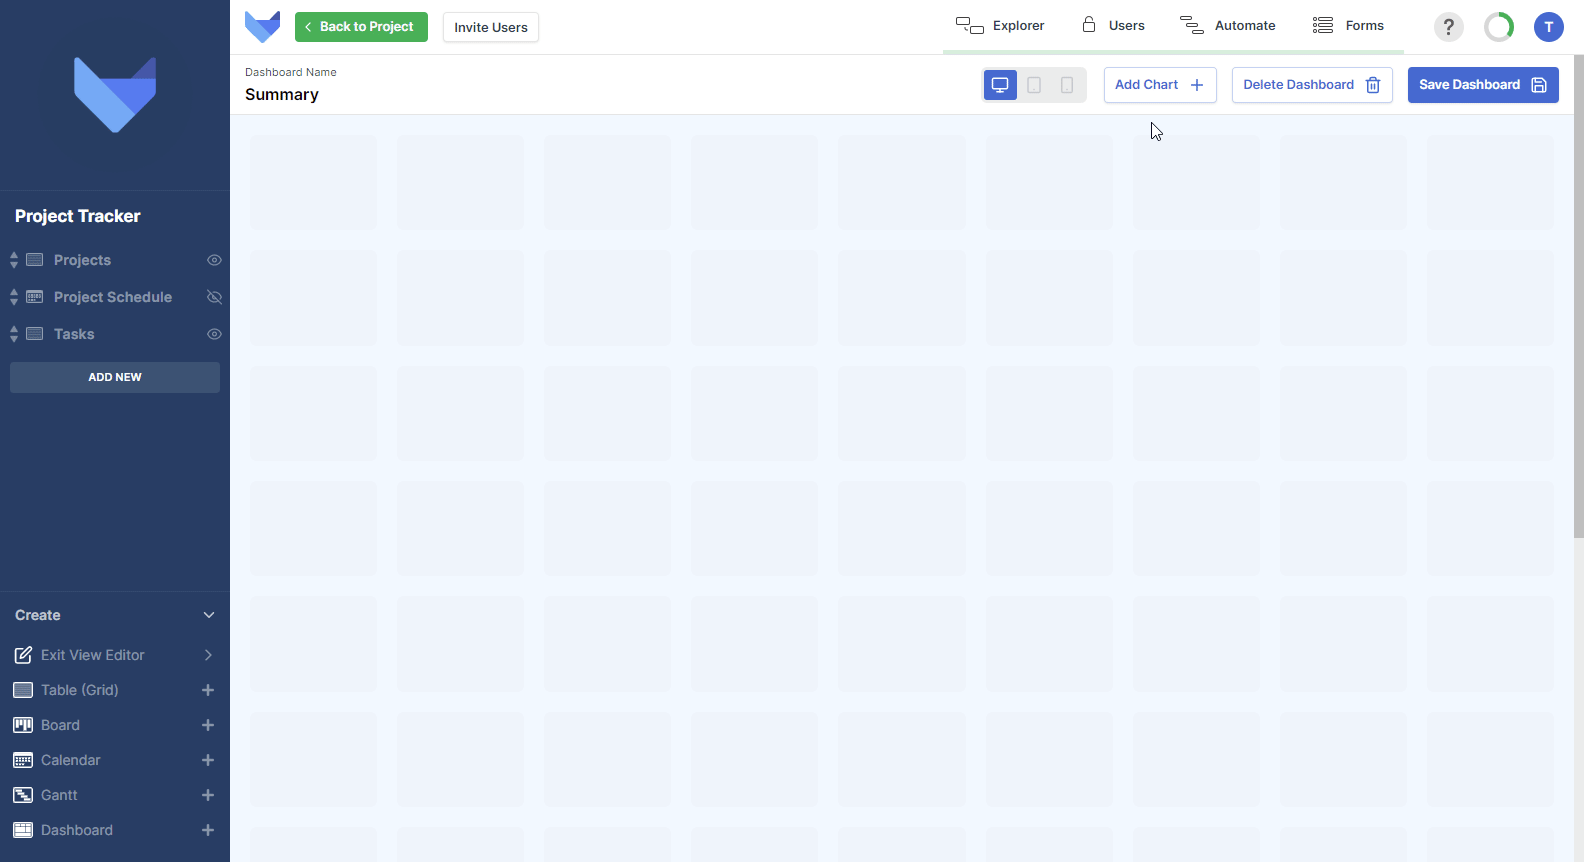 Back to Project
Invite Users
Explorer
Users
Automate
Forms
?
T
Dashboard Name
Summary
Add Chart
Delete Dashboard
Save Dashboard
Project Tracker
Projects
Project Schedule
Tasks
ADD NEW
Create
Exit View Editor
Table (Grid)
Board
Calendar
Gantt
Dashboard